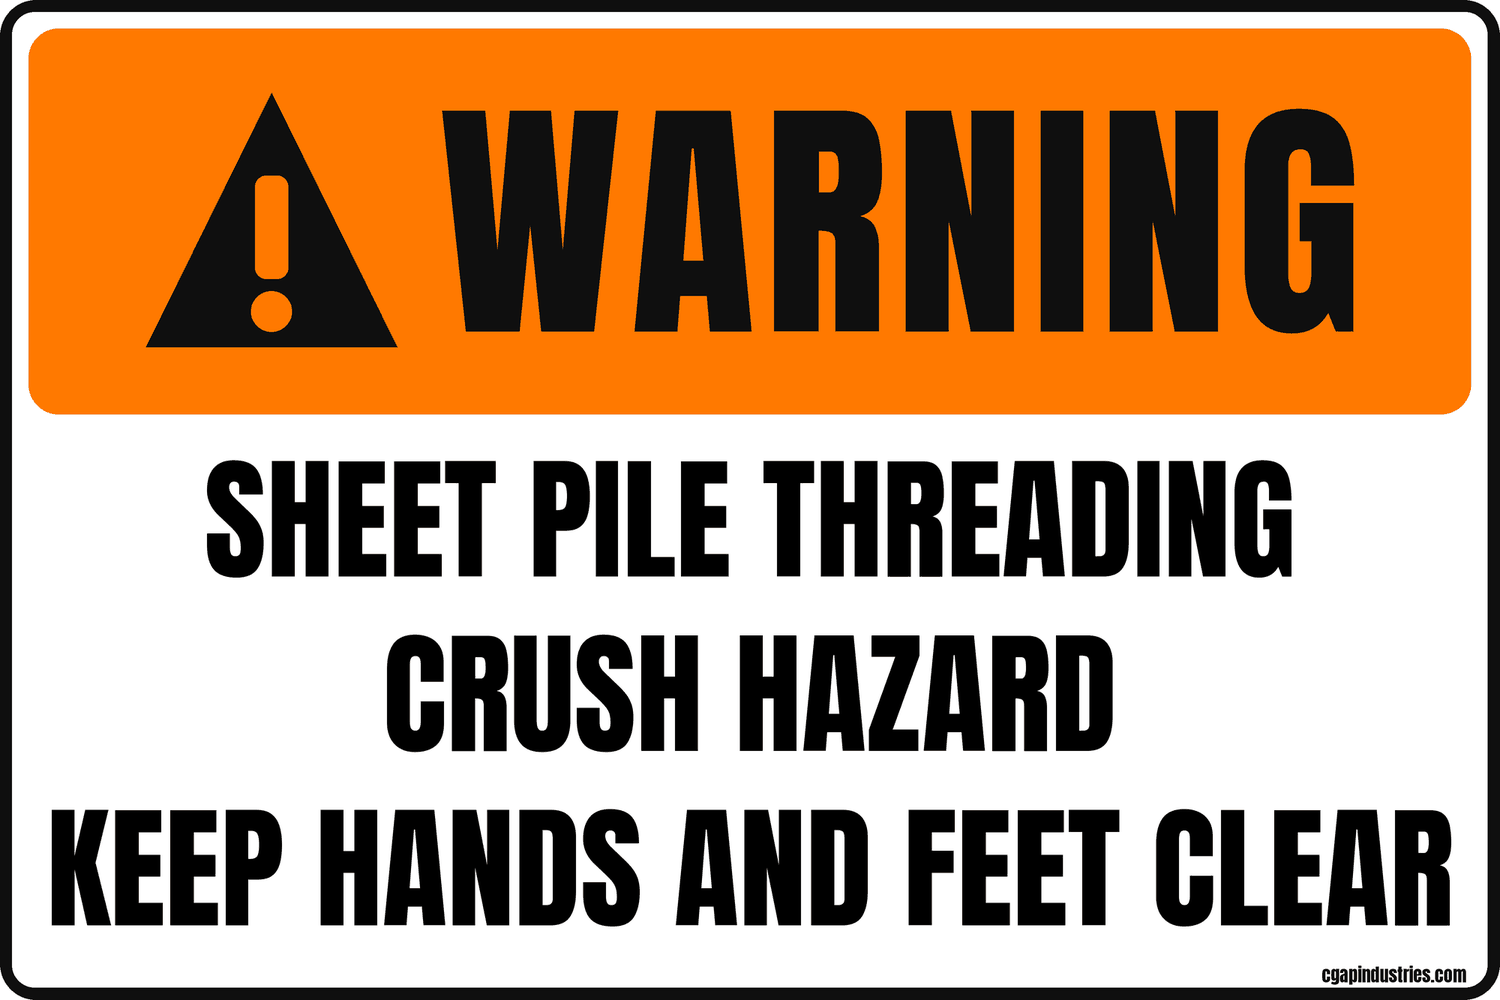 WARNING
SHEET PILE THREADING
CRUSH HAZARD
KEEP HANDS AND FEET CLEAR
cgapindustries.com